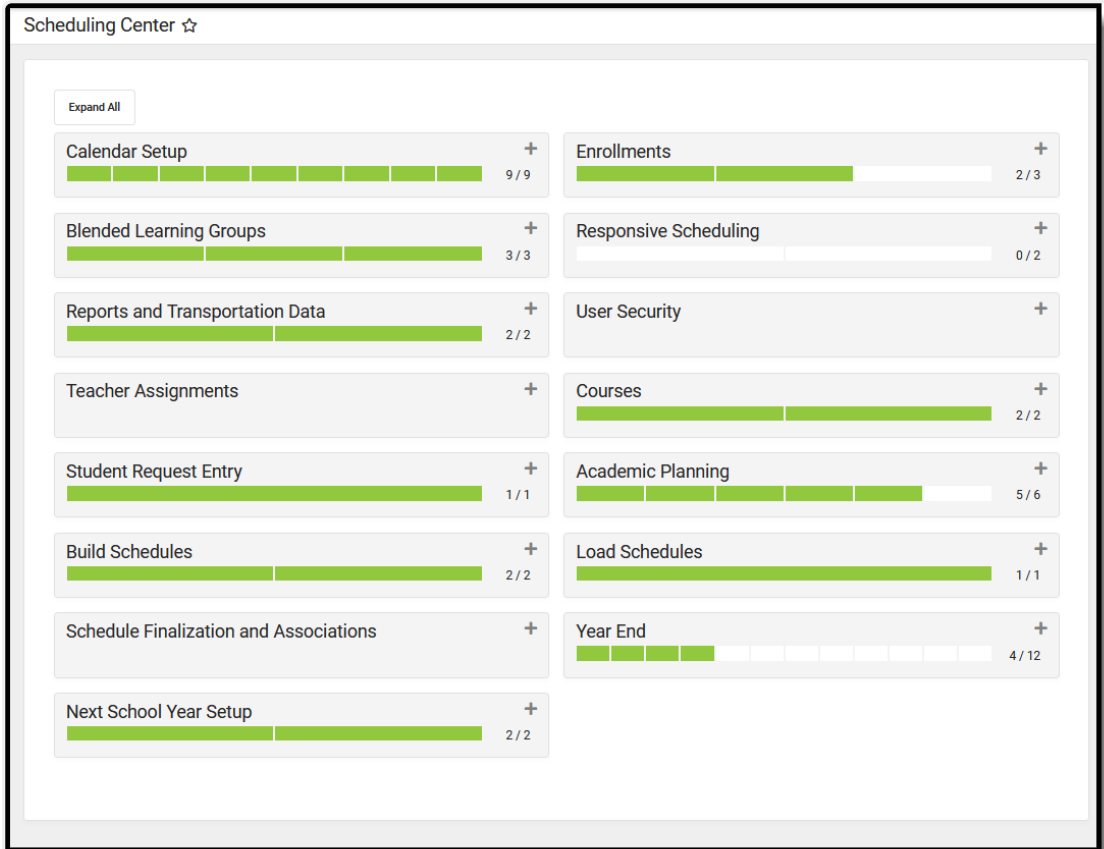 Scheduling Center
Expand All
Calendar Setup
9 / 9
Enrollments
2 / 3
Blended Learning Groups
3 / 3
Responsive Scheduling
0 / 2
Reports and Transportation Data
2 / 2
User Security
Teacher Assignments
Courses
2 / 2
Student Request Entry
1 / 1
Academic Planning
5 / 6
Build Schedules
2 / 2
Load Schedules
1 / 1
Schedule Finalization and Associations
Year End
4 / 12
Next School Year Setup
2 / 2